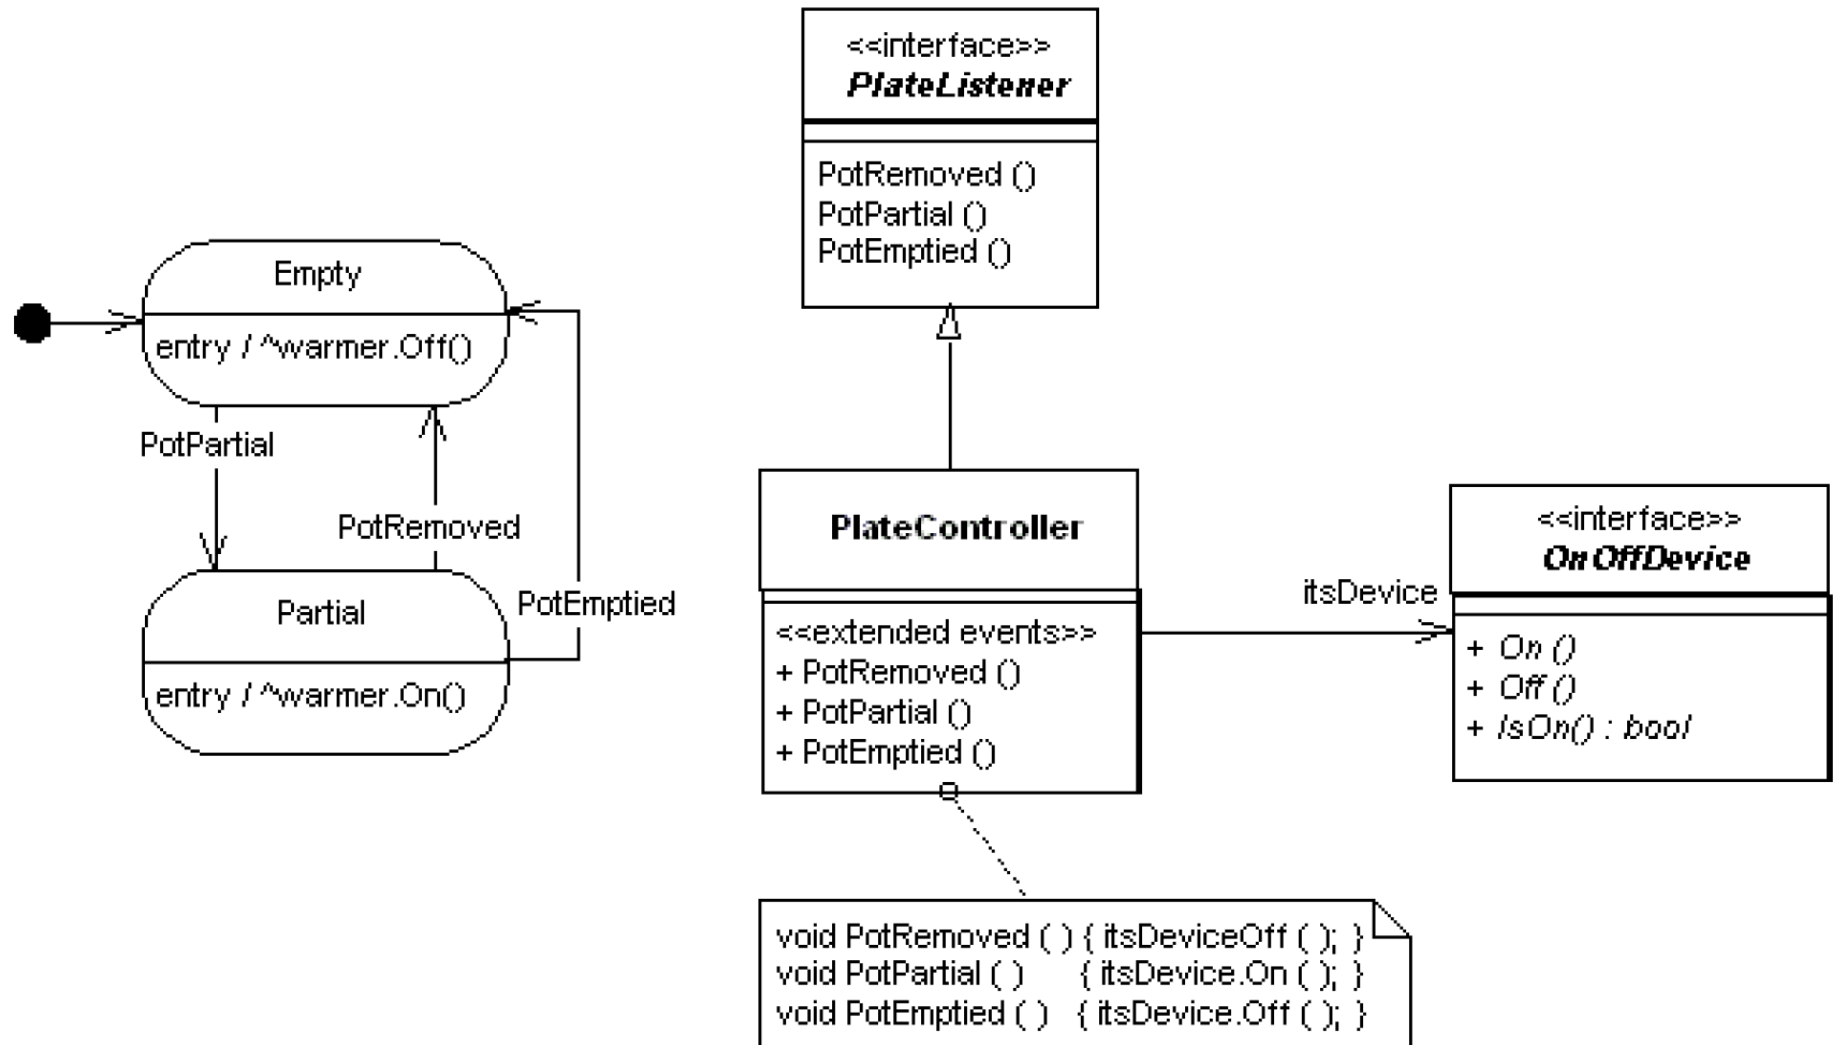 <<interface>>
PlateListener
PotRemoved ()
PotPartial ()
PotEmptied ()
Empty
entry / ^warmer.Off()
PotPartial
PotRemoved
PotEmptied
Partial
entry / ^warmer.On()
PlateController
<<extended events>>
+ PotRemoved ()
+ PotPartial ()
+ PotEmptied ()
itsDevice
<<interface>>
OnOffDevice
+ On ()
+ Off ()
+ IsOn() : bool
void PotRemoved ( ) { itsDeviceOff ( ); }
void PotPartial ( ) { itsDevice.On ( ); }
void PotEmptied ( ) { itsDevice.Off ( ); }